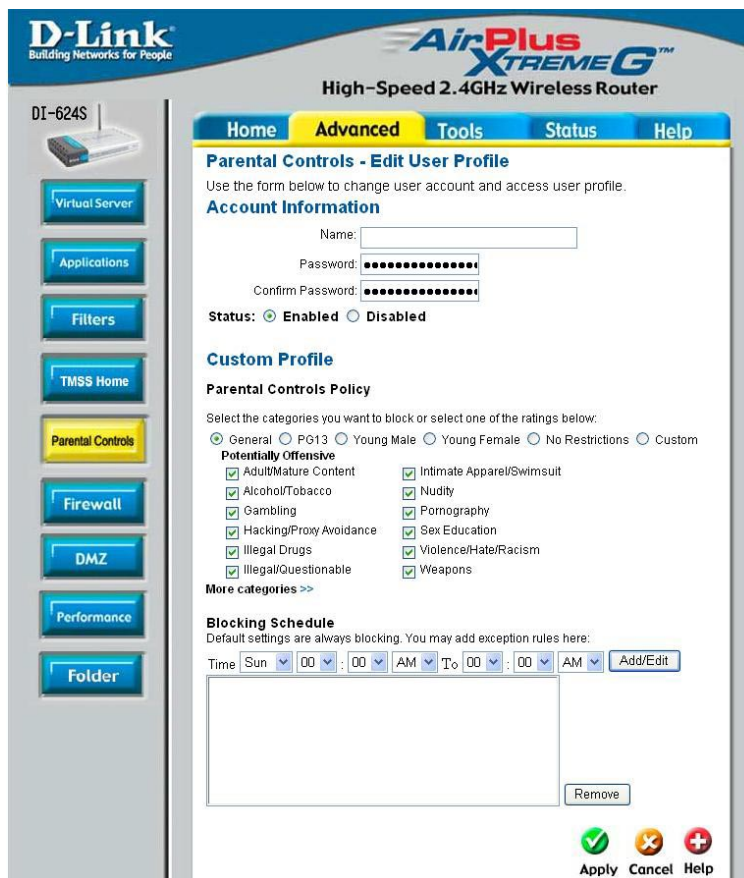 D-Link
Building Networks for People
AirPlus
XTREME G™
High-Speed 2.4GHz Wireless Router
DI-624S
Home Advanced Tools Status Help
Virtual Server
Applications
Filters
TMSS Home
Parental Controls
Firewall
DMZ
Performance
Folder
Parental Controls - Edit User Profile
Use the form below to change user account and access user profile.
Account Information
Name:
Password:
Confirm Password:
Status: Enabled Disabled
Custom Profile
Parental Controls Policy
Select the categories you want to block or select one of the ratings below:
General PG13 Young Male Young Female No Restrictions Custom
Potentially Offensive
Adult/Mature Content Intimate Apparel/Swimsuit
Alcohol/Tobacco Nudity
Gambling Pornography
Hacking/Proxy Avoidance Sex Education
Illegal Drugs Violence/Hate/Racism
Illegal/Questionable Weapons
More categories >>
Blocking Schedule
Default settings are always blocking. You may add exception rules here:
Time Sun 00 : 00 AM To 00 : 00 AM Add/Edit
Remove
Apply Cancel Help